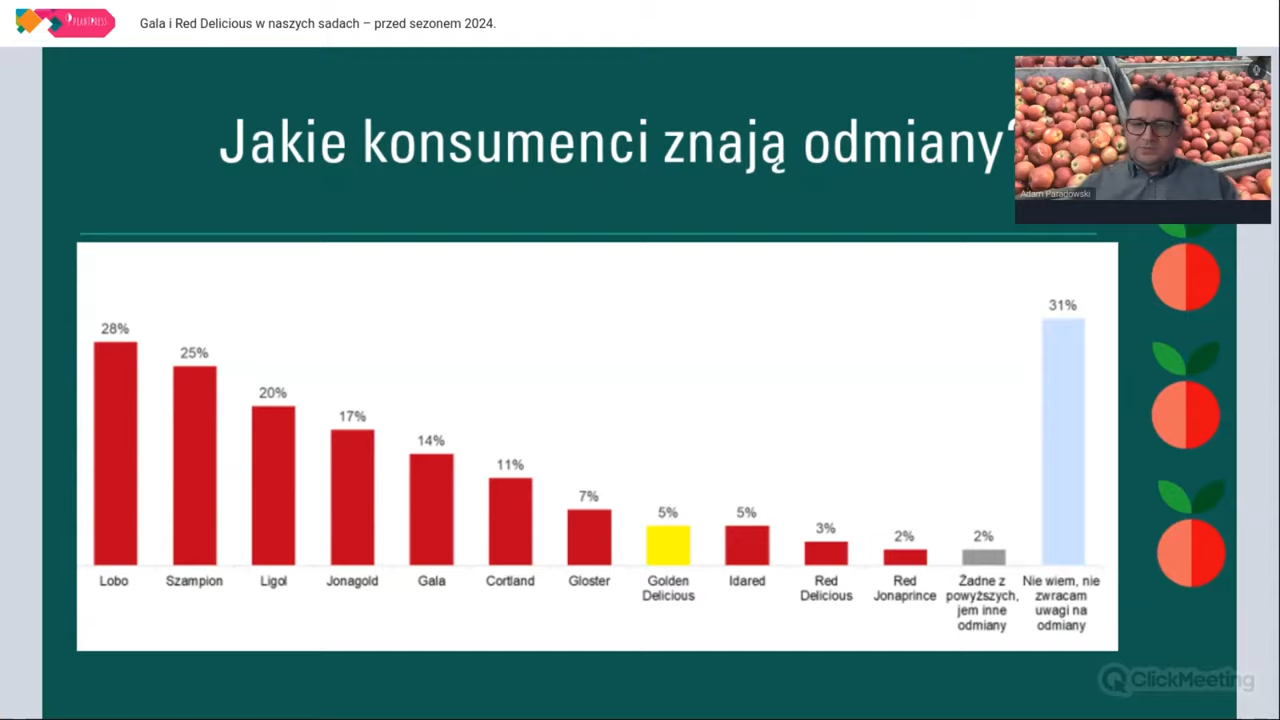 PLANTPRESS
Gala i Red Delicious w naszych sadach – przed sezonem 2024.
Jakie konsumenci znają odmiany?
Adam Paradowski
28%
25%
20%
17%
14%
11%
7%
5%
5%
3%
2%
2%
31%
Lobo
Szampion
Ligol
Jonagold
Gala
Cortland
Gloster
Golden
Delicious
Idared
Red
Delicious
Red
Jonaprince
Żadne z
powyższych,
jem inne
odmiany
Nie wiem, nie
zwracam
uwagi na
odmiany
ClickMeeting